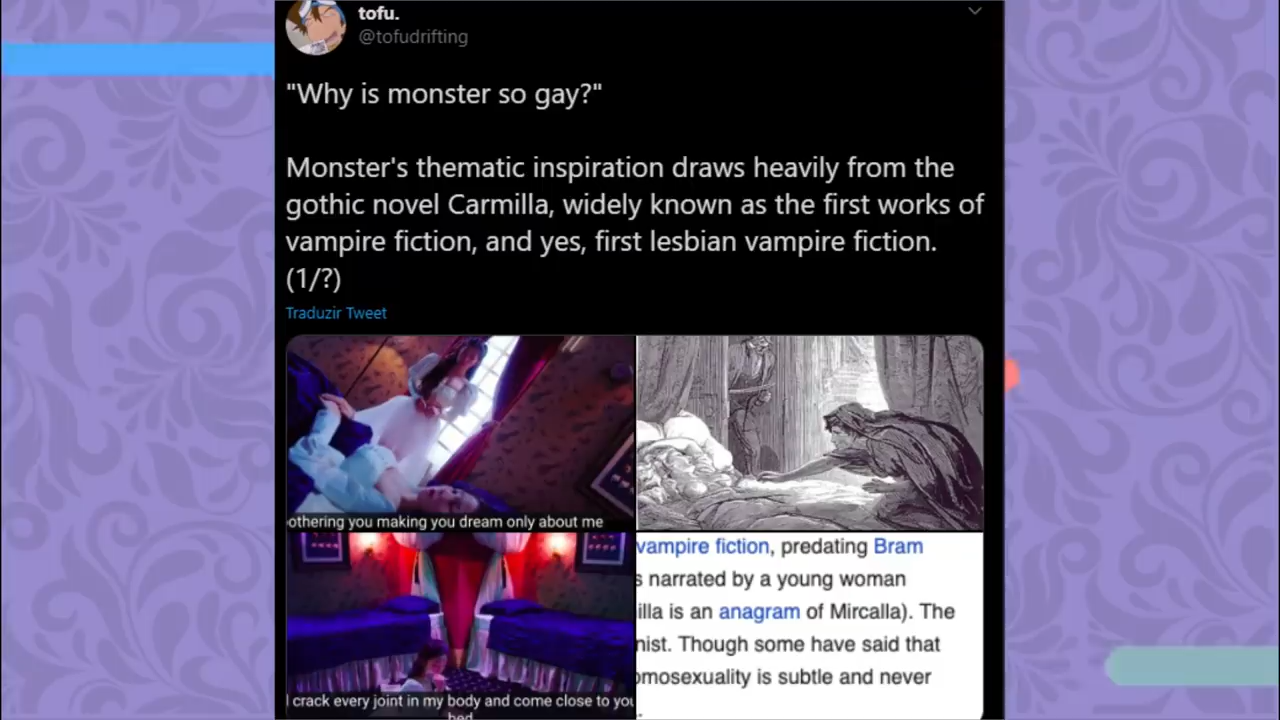 tofu.
@tofudrifting
"Why is monster so gay?"
Monster's thematic inspiration draws heavily from the
gothic novel Carmilla, widely known as the first works of
vampire fiction, and yes, first lesbian vampire fiction.
(1/?)
Traduzir Tweet
othering you making you dream only about me
I crack every joint in my body and come close to you
bed
vampire fiction, predating Bram
s narrated by a young woman
illa is an anagram of Mircalla). The
nist. Though some have said that
omosexuality is subtle and never